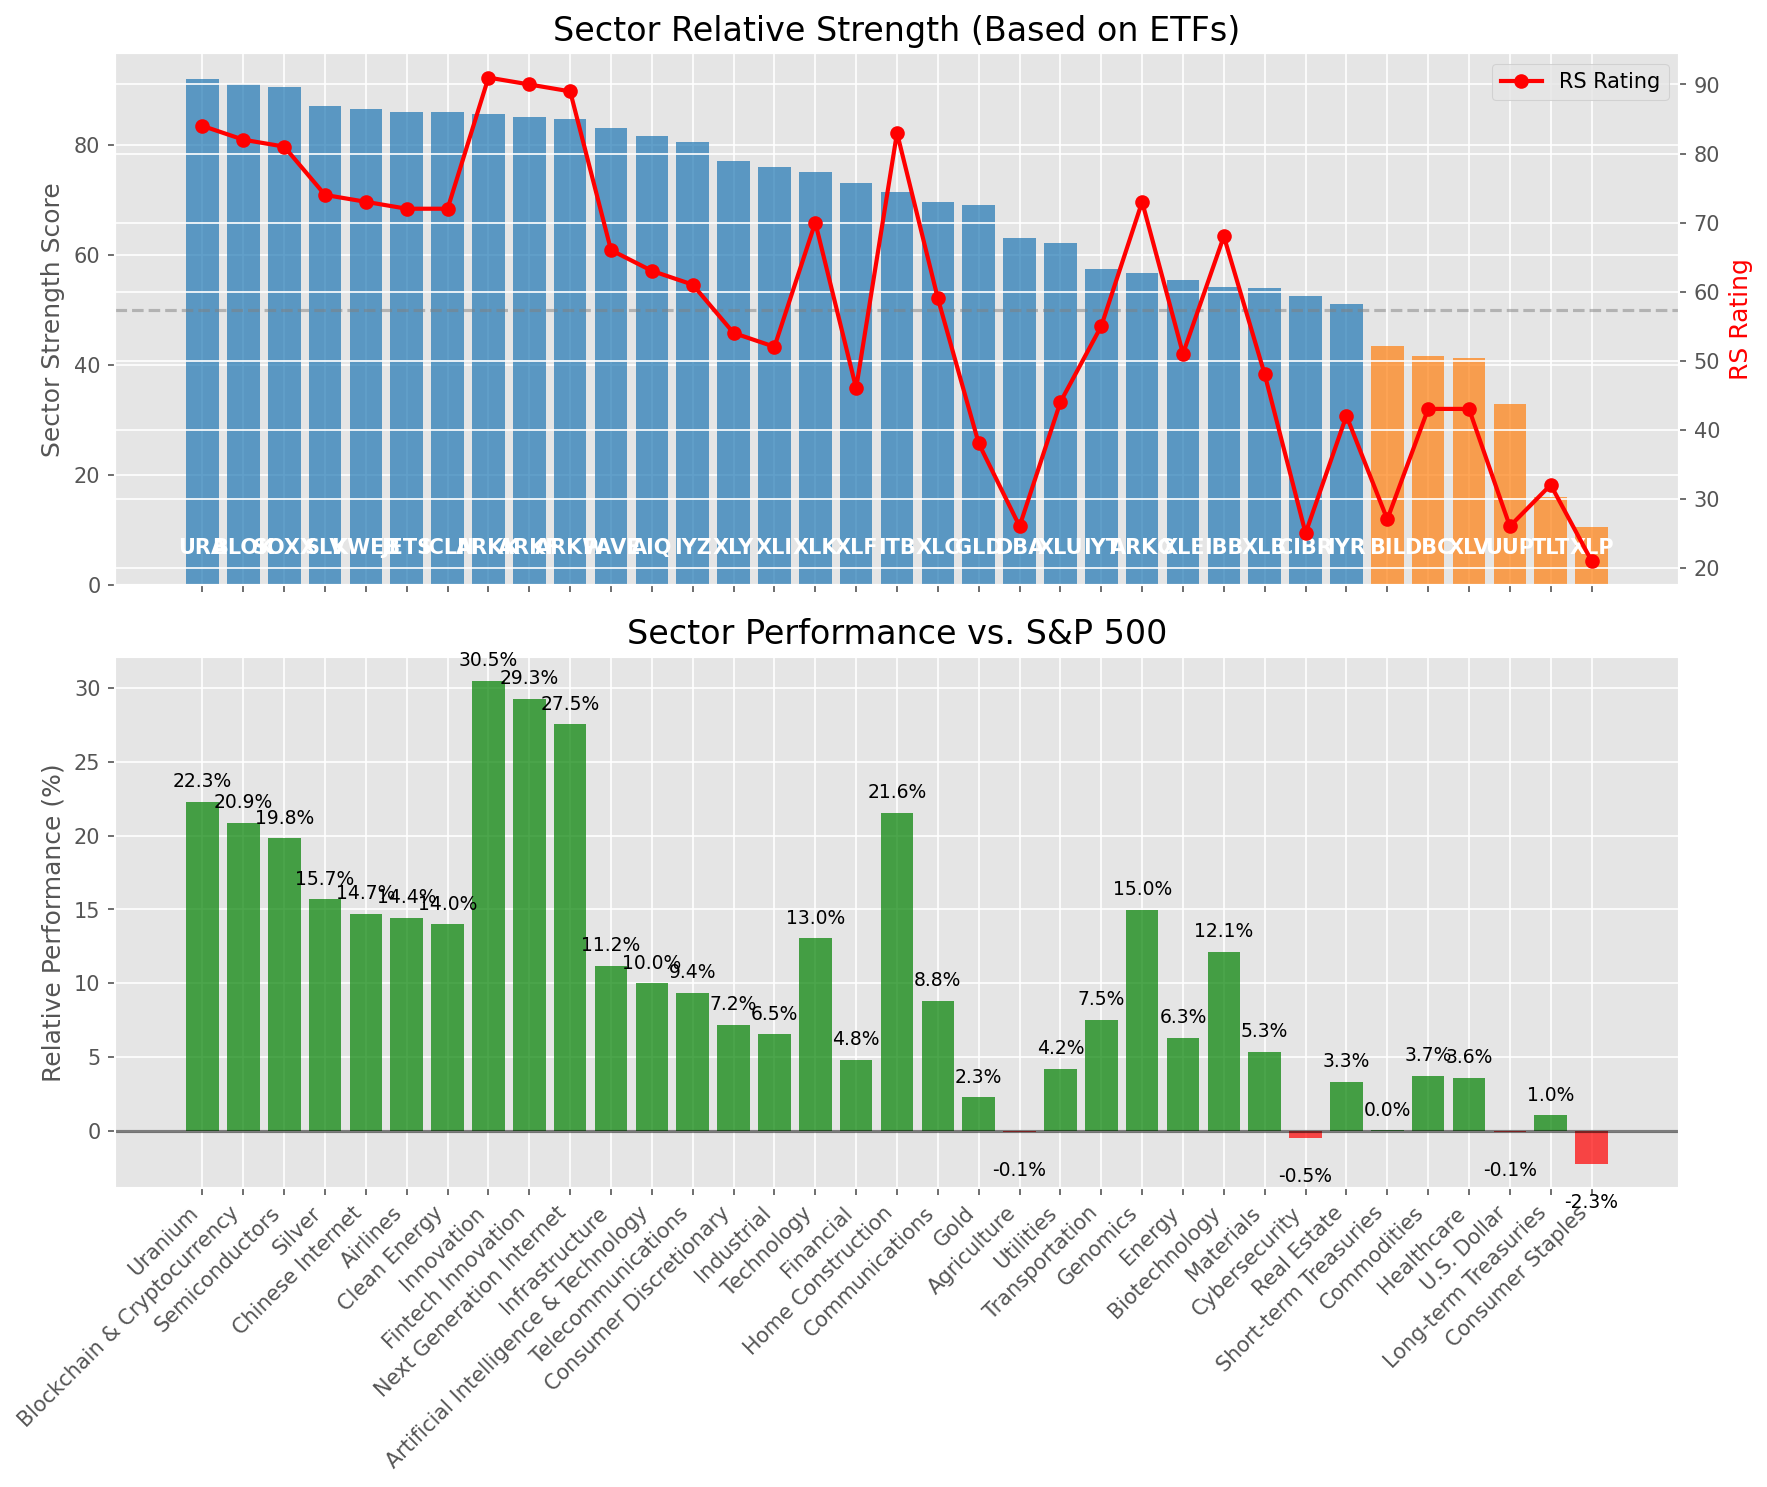 Sector Relative Strength (Based on ETFs)
RS Rating
Sector Strength Score
80
60
40
20
0
90
80
70
60
50
40
30
20
RS Rating
URA BLOK SOXX SLV KWEB JETS ICLN ARKK ARKF ARKW PAVE AIQ IYZ XLY XLI XLK XLF ITB XLC GLD DBA XLU IYT ARKG XLE IBB XLB CIBR IYR BIL DBC XLV UUP TLT XLP
Sector Performance vs. S&P 500
Relative Performance (%)
30
25
20
15
10
5
0
22.3% 20.9% 19.8% 15.7% 14.7% 14.4% 14.0% 30.5% 29.3% 27.5% 11.2% 10.0% 9.4% 7.2% 6.5% 13.0% 4.8% 21.6% 8.8% 2.3% -0.1% 4.2% 7.5% 15.0% 6.3% 12.1% 5.3% -0.5% 3.3% 0.0% 3.7% 3.6% -0.1% 1.0% -2.3%
Uranium
Blockchain & Cryptocurrency
Semiconductors
Silver
Chinese Internet
Airlines
Clean Energy
Innovation
Fintech Innovation
Next Generation Internet
Infrastructure
Artificial Intelligence & Technology
Telecommunications
Consumer Discretionary
Industrial
Technology
Financial
Home Construction
Communications
Gold
Agriculture
Utilities
Transportation
Genomics
Energy
Biotechnology
Materials
Cybersecurity
Real Estate
Short-term Treasuries
Commodities
Healthcare
U.S. Dollar
Long-term Treasuries
Consumer Staples